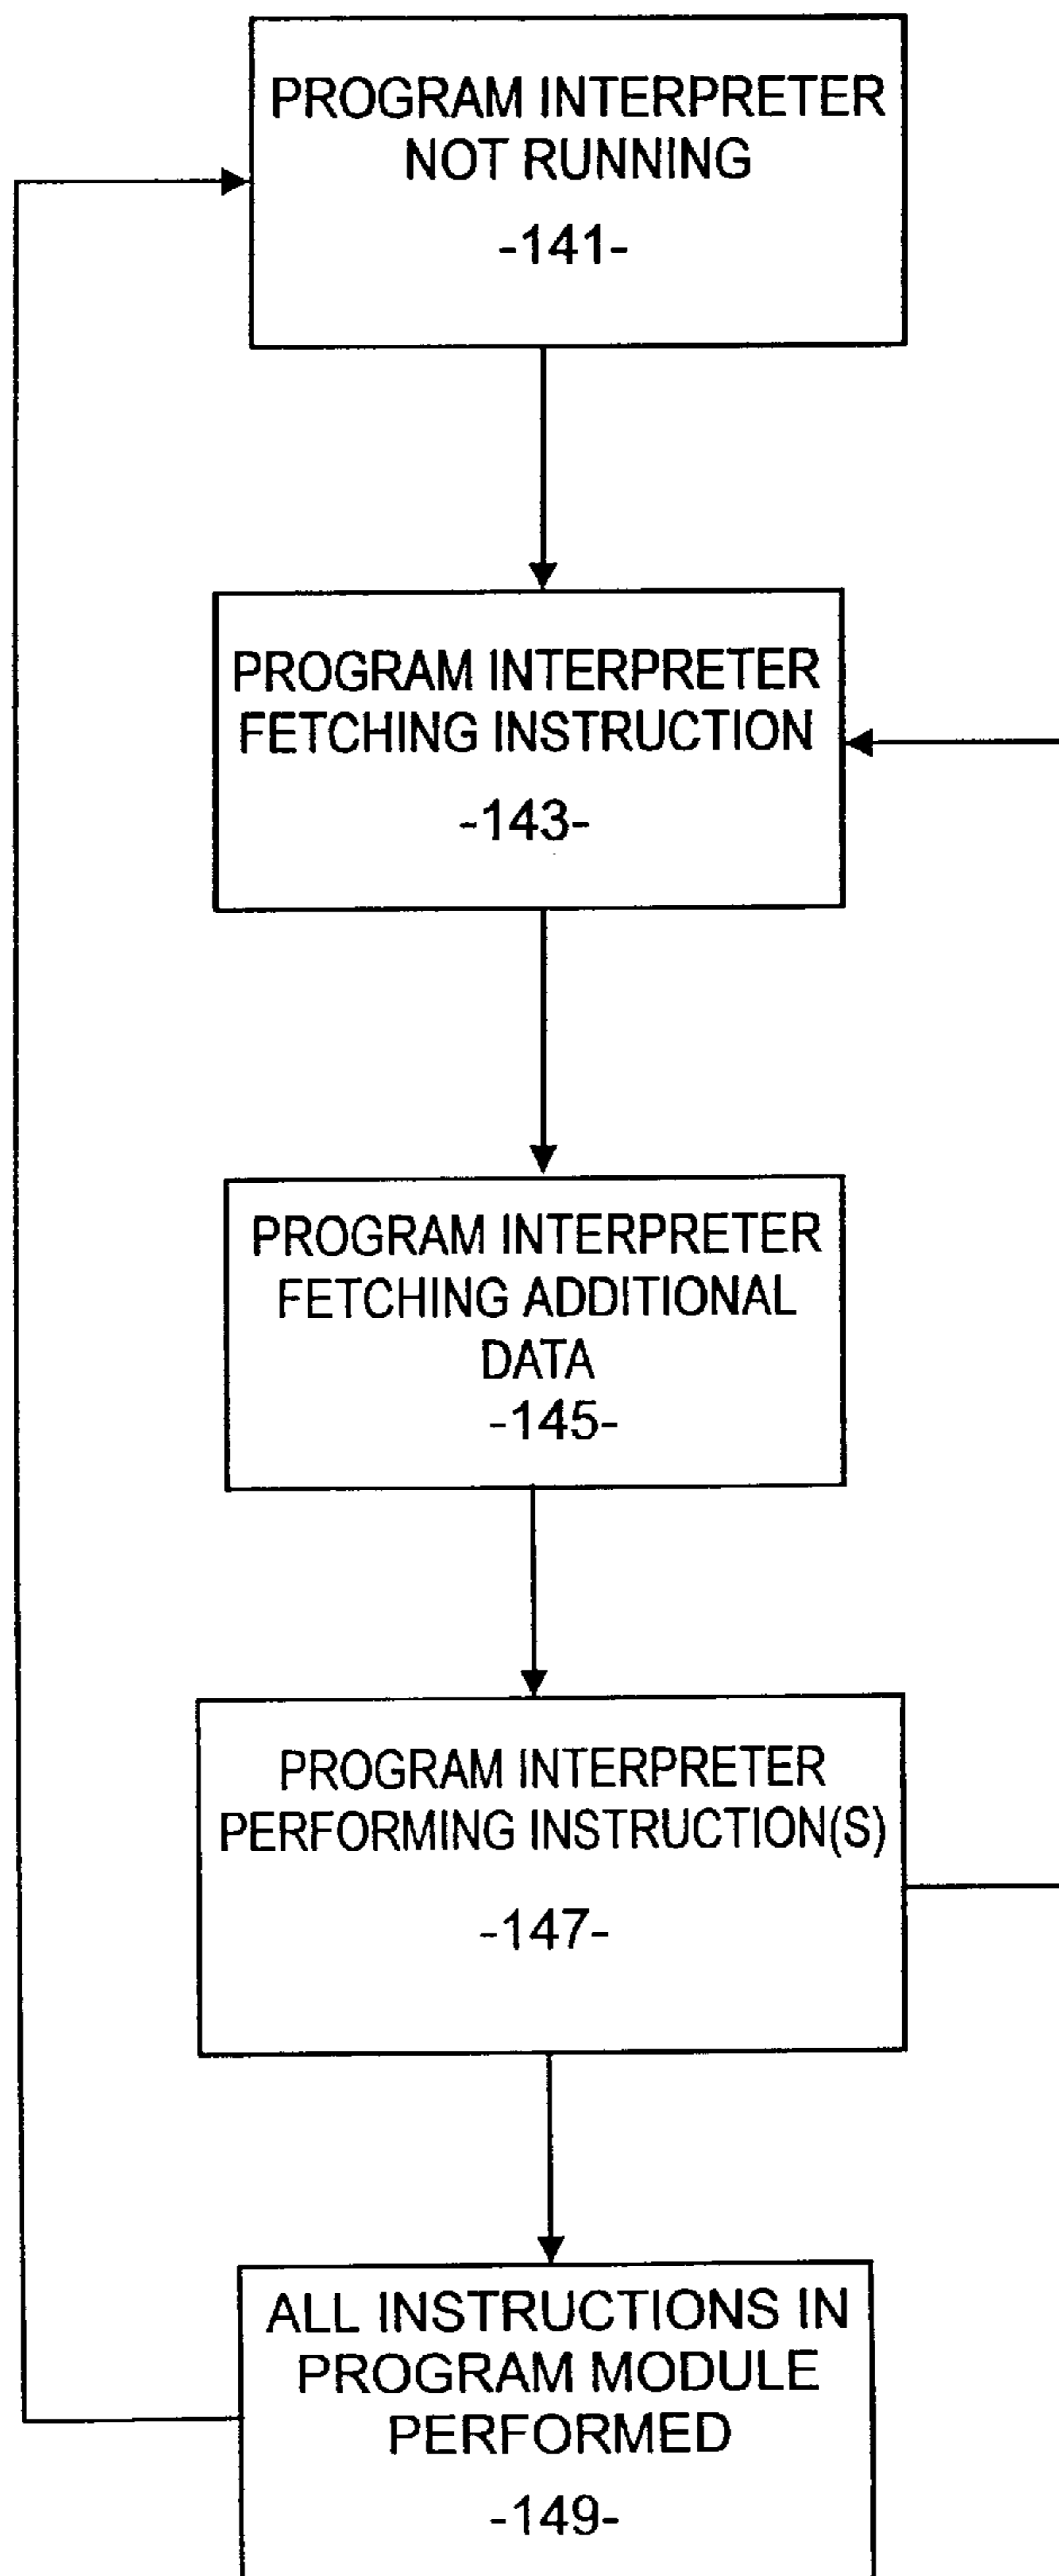 PROGRAM INTERPRETER
NOT RUNNING
-141-
PROGRAM INTERPRETER
FETCHING INSTRUCTION
-143-
PROGRAM INTERPRETER
FETCHING ADDITIONAL
DATA
-145-
PROGRAM INTERPRETER
PERFORMING INSTRUCTION(S)
-147-
ALL INSTRUCTIONS IN
PROGRAM MODULE
PERFORMED
-149-